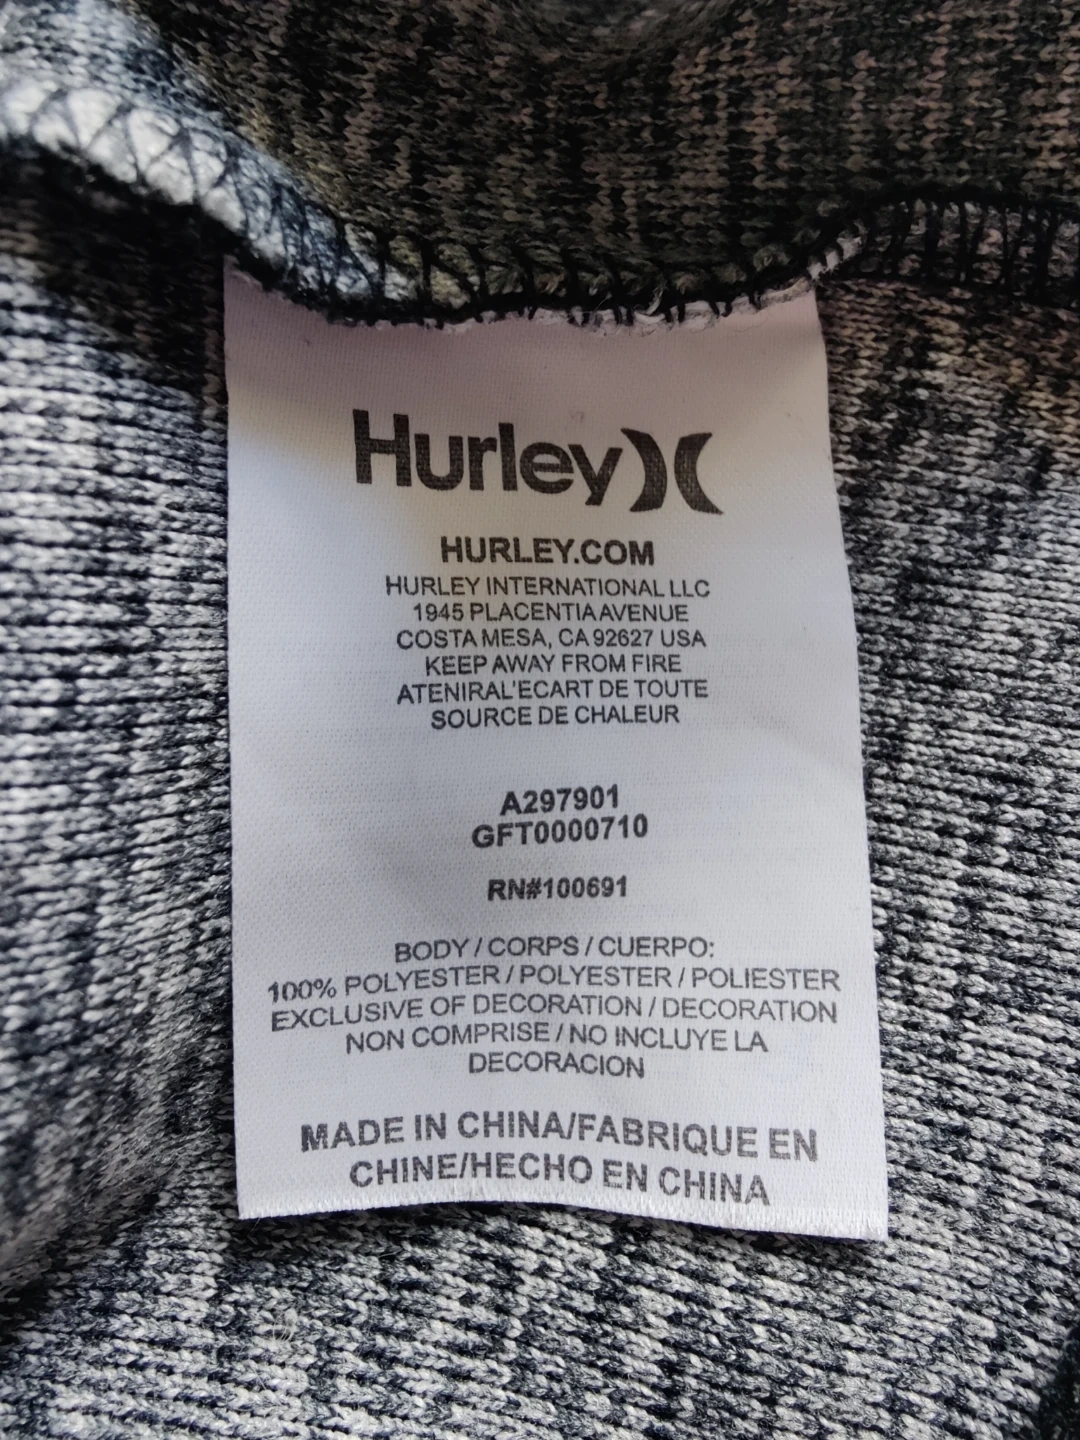 Hurley
HURLEY.COM
HURLEY INTERNATIONAL LLC
1945 PLACENTIA AVENUE
COSTA MESA, CA 92627 USA
KEEP AWAY FROM FIRE
ATENIRAL'ECART DE TOUTE
SOURCE DE CHALEUR
A297901
GFT0000710
RN#100691
BODY / CORPS / CUERPO:
100% POLYESTER / POLYESTER / POLIESTER
EXCLUSIVE OF DECORATION / DECORATION
NON COMPRISE / NO INCLUYE LA
DECORACION
MADE IN CHINA/FABRIQUE EN
CHINE/HECHO EN CHINA